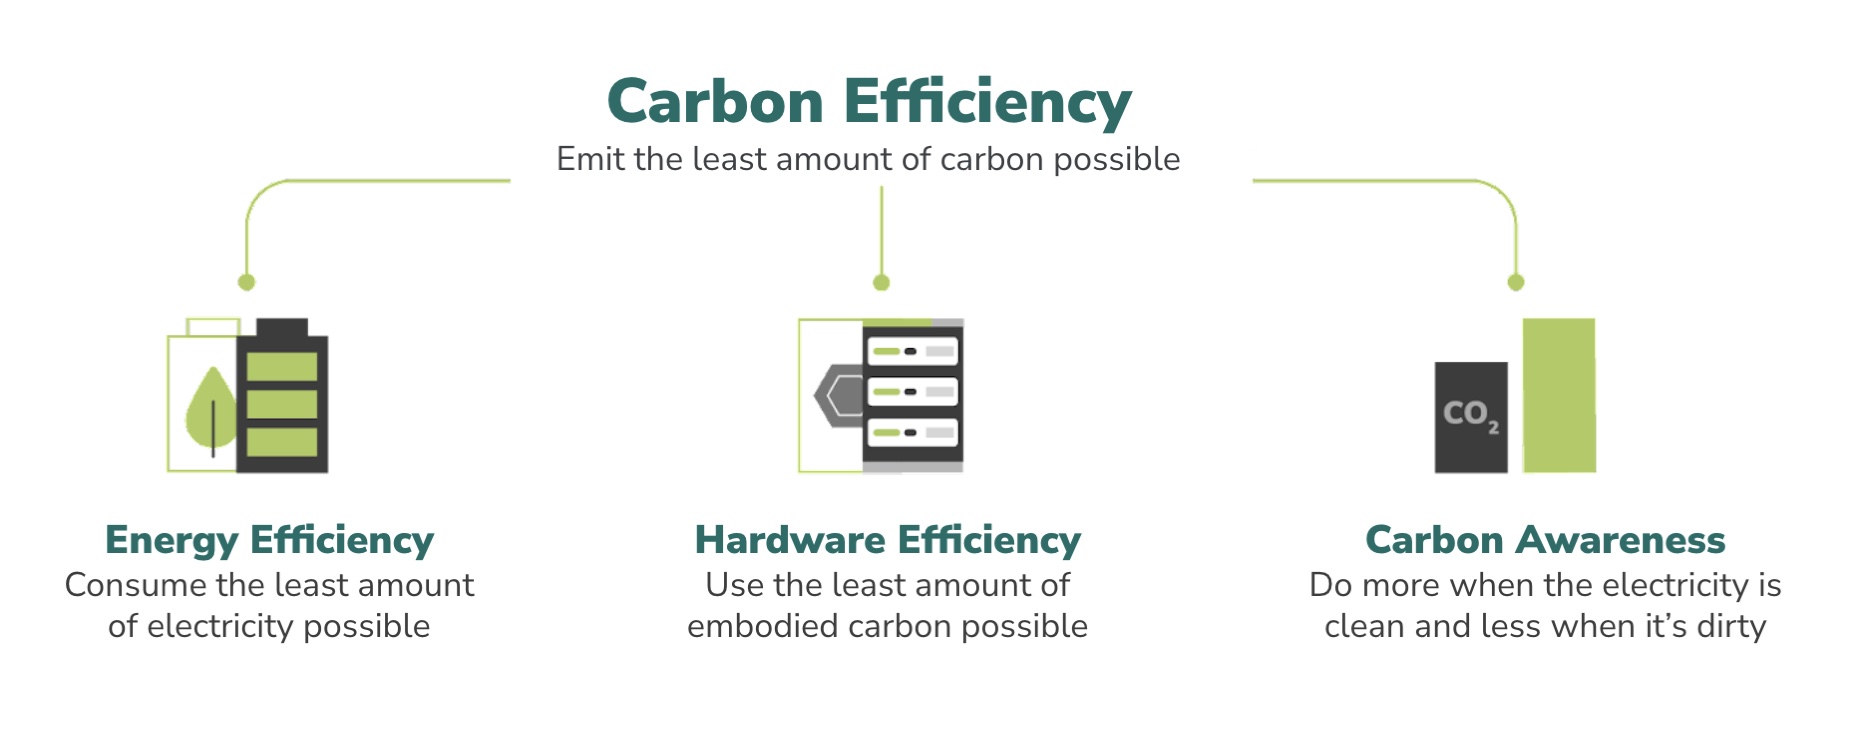 Carbon Efficiency
Emit the least amount of carbon possible
CO₂
Energy Efficiency
Consume the least amount
of electricity possible
Hardware Efficiency
Use the least amount of
embodied carbon possible
Carbon Awareness
Do more when the electricity is
clean and less when it’s dirty